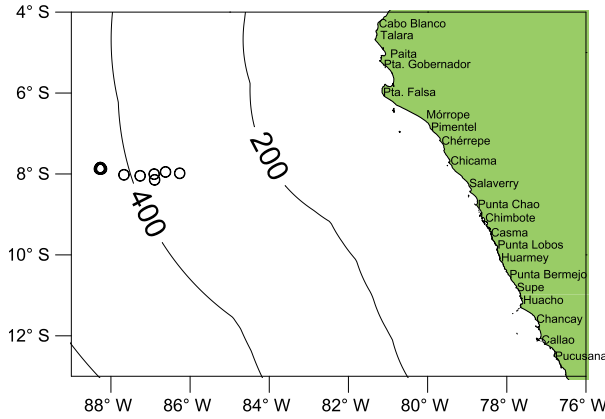 4° S
Cabo Blanco
Talara
Paita
Pta. Gobernador
6° S
Pta. Falsa
Mórrope
Pimentel
200
Chérrepe
Chicama
8° S
Salaverry
400
Punta Chao
Chimbote
Casma
Punta Lobos
10° S
Huarmey
Punta Bermejo
Supe
Huacho
Chancay
12° S
Callao
Pucusana
88° W 86° W 84° W 82° W 80° W 78° W 76° W